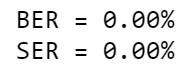 BER = 0.00%
SER = 0.00%